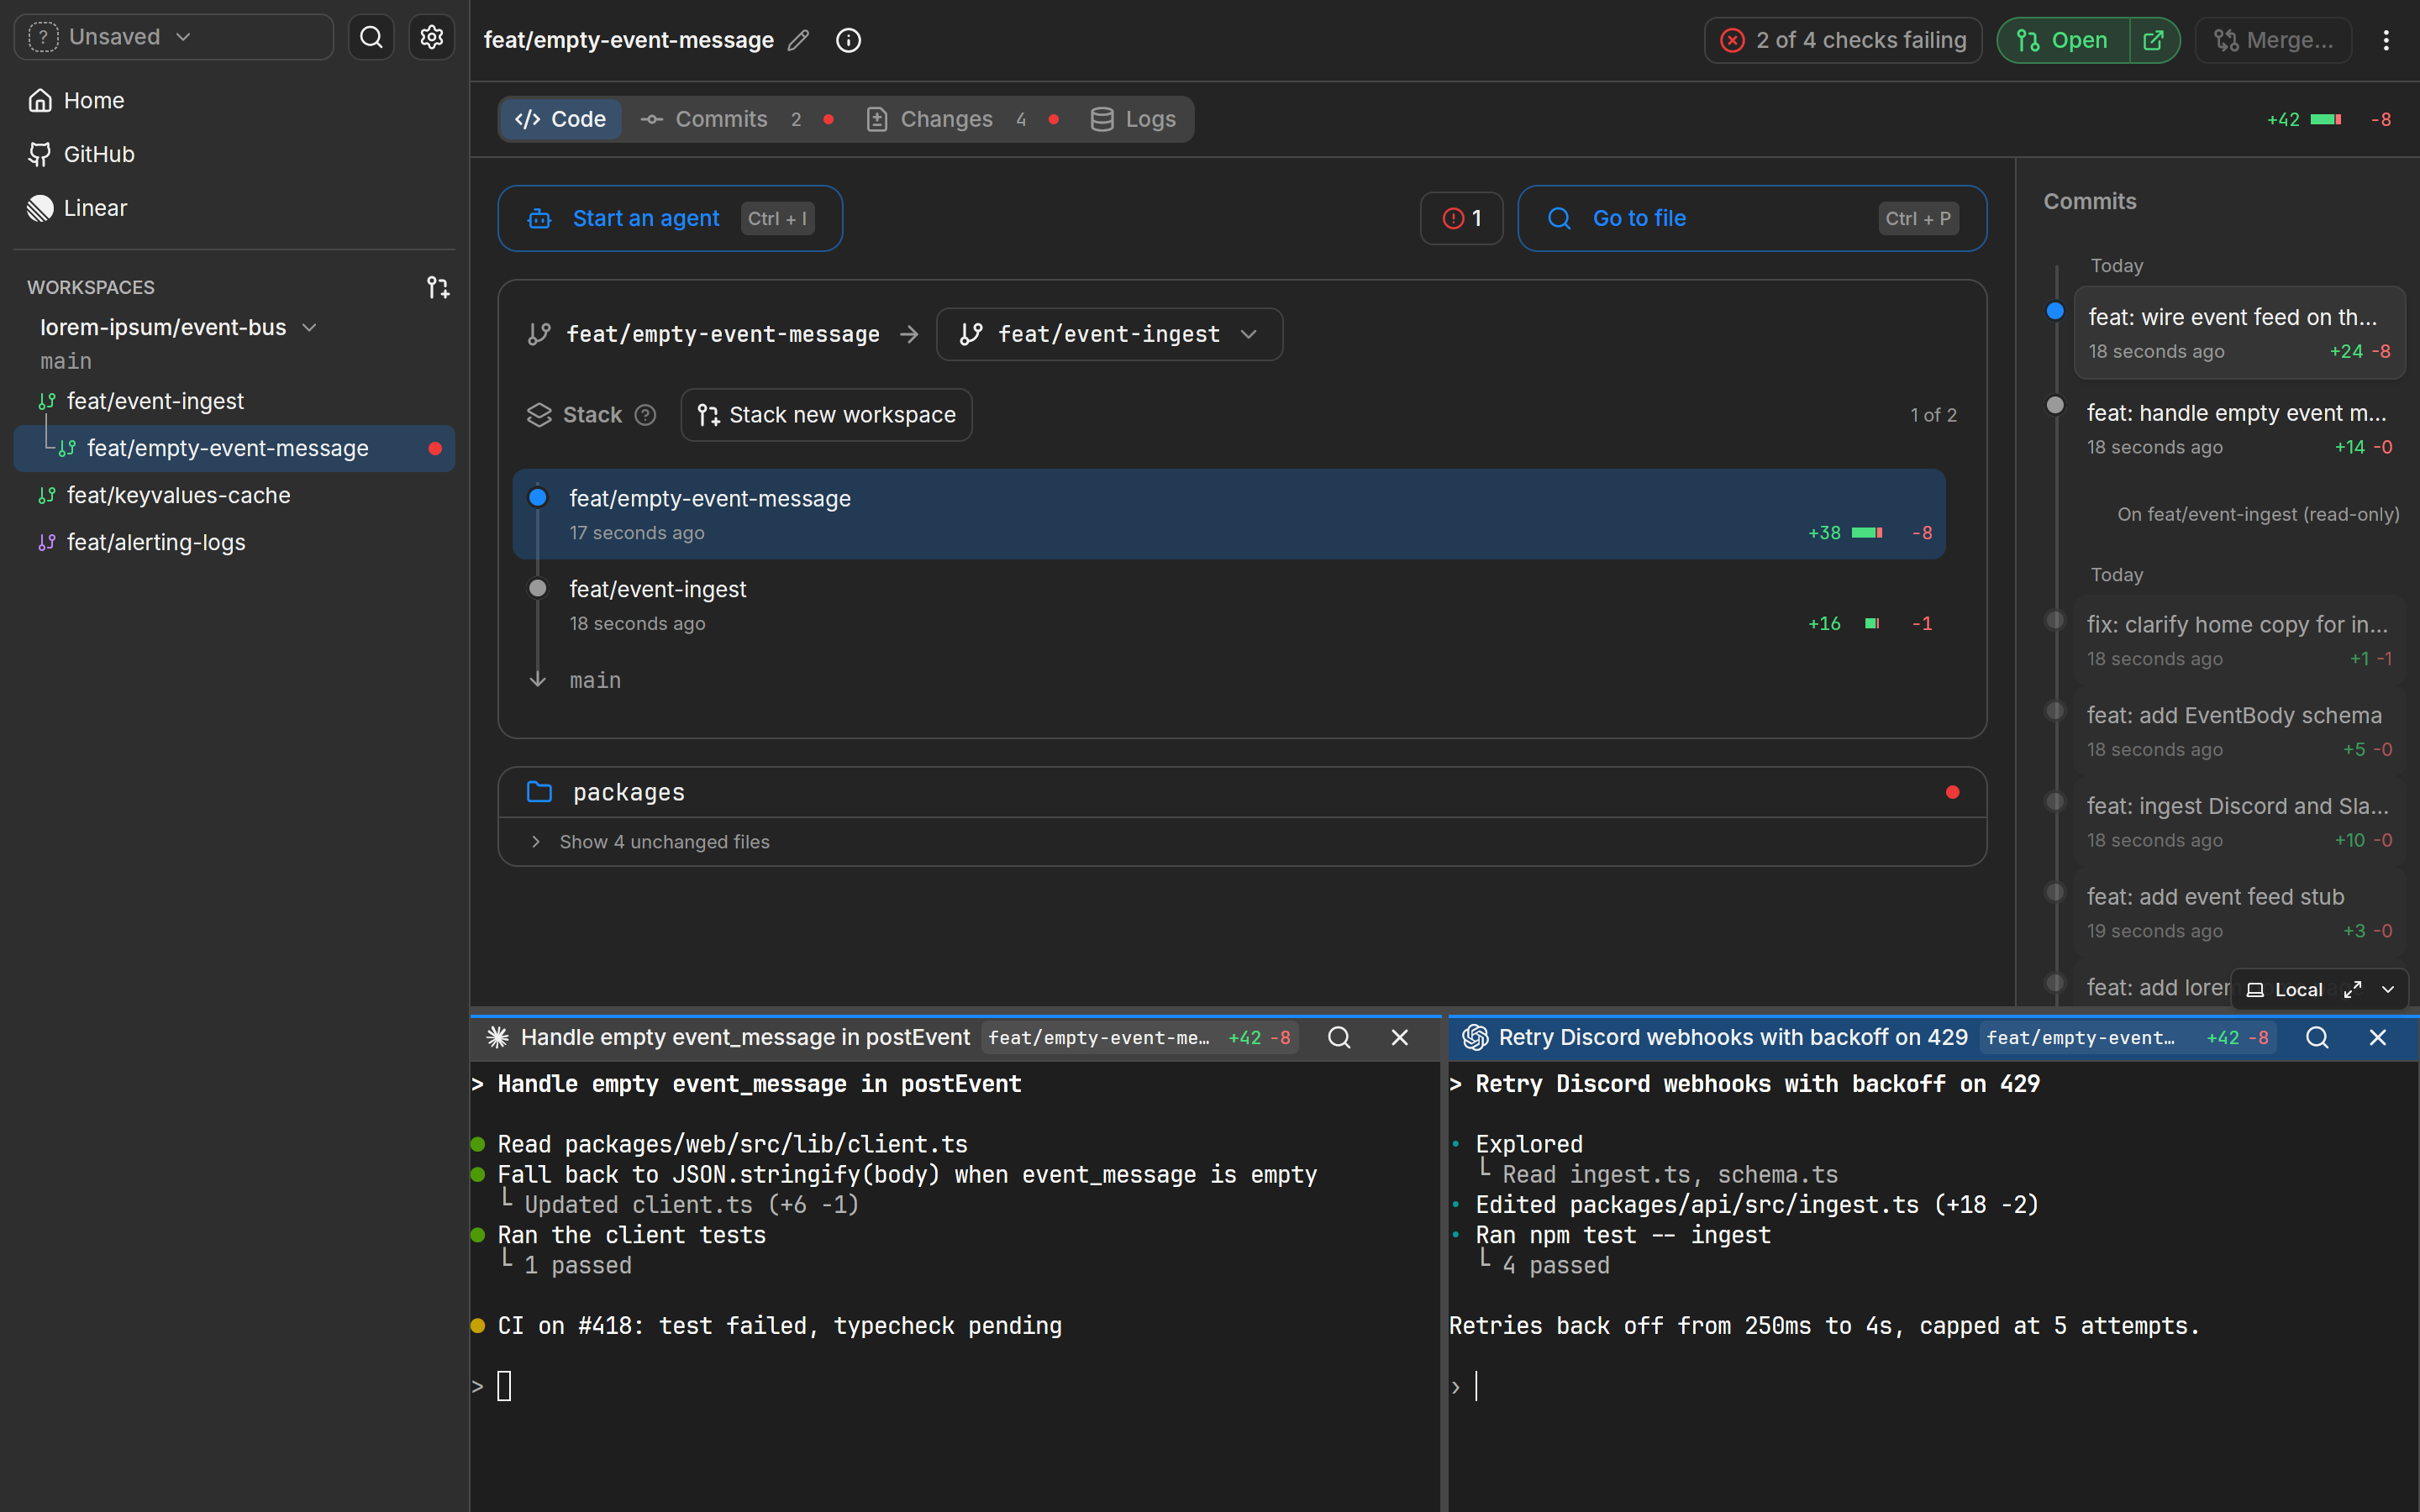 ? Unsaved
Home
GitHub
Linear
WORKSPACES
lorem-ipsum/event-bus
main
feat/event-ingest
feat/empty-event-message
feat/keyvalues-cache
feat/alerting-logs
feat/empty-event-message
2 of 4 checks failing
Open
Merge...
Code
Commits 2
Changes 4
Logs
+42 -8
Start an agent Ctrl + I
1
Go to file Ctrl + P
feat/empty-event-message → feat/event-ingest
Stack ? Stack new workspace 1 of 2
feat/empty-event-message
17 seconds ago +38 -8
feat/event-ingest
18 seconds ago +16 -1
main
packages
Show 4 unchanged files
Commits
Today
feat: wire event feed on th...
18 seconds ago +24 -8
feat: handle empty event m...
18 seconds ago +14 -0
On feat/event-ingest (read-only)
Today
fix: clarify home copy for in...
18 seconds ago +1 -1
feat: add EventBody schema
18 seconds ago +5 -0
feat: ingest Discord and Sla...
18 seconds ago +10 -0
feat: add event feed stub
19 seconds ago +3 -0
feat: add lorem
Local
Handle empty event_message in postEvent feat/empty-event-me... +42 -8
> Handle empty event_message in postEvent
Read packages/web/src/lib/client.ts
Fall back to JSON.stringify(body) when event_message is empty
└ Updated client.ts (+6 -1)
Ran the client tests
└ 1 passed
CI on #418: test failed, typecheck pending
>
Retry Discord webhooks with backoff on 429 feat/empty-event... +42 -8
> Retry Discord webhooks with backoff on 429
• Explored
└ Read ingest.ts, schema.ts
• Edited packages/api/src/ingest.ts (+18 -2)
• Ran npm test -- ingest
└ 4 passed
Retries back off from 250ms to 4s, capped at 5 attempts.
›